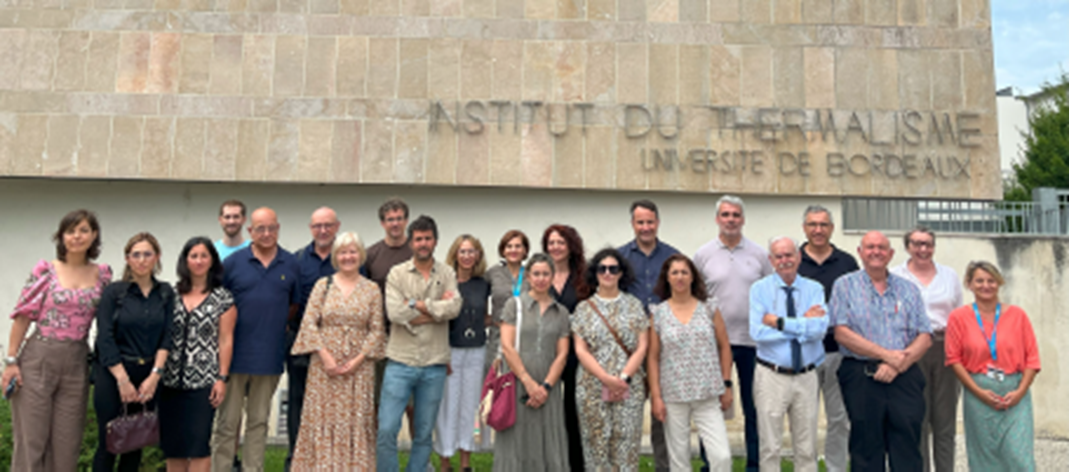 INSTITUT DU THERMALISME
UNIVERSITE DE BORDEAUX